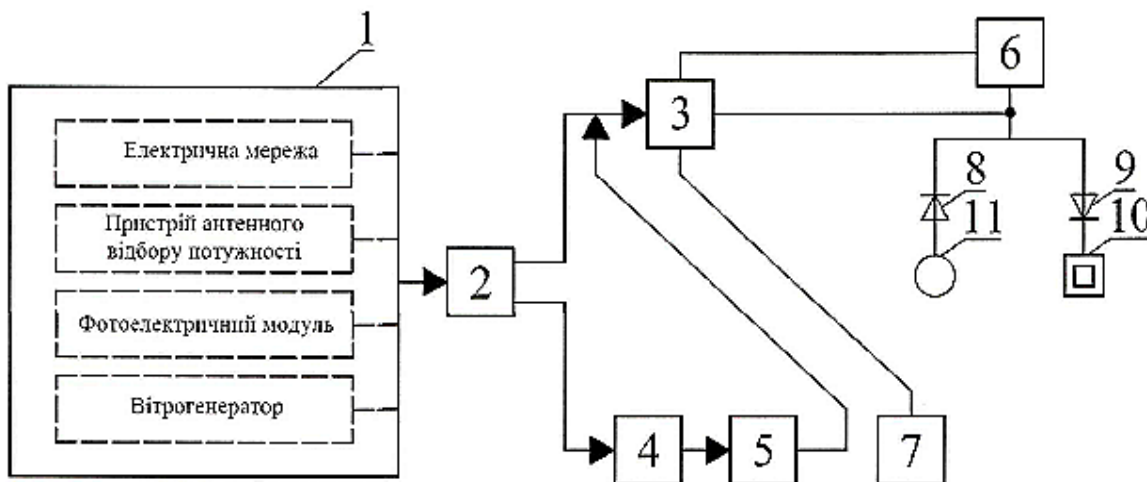 1
Електрична мережа
Пристрій антенного
відбору потужності
Фотоелектричний модуль
Вітрогенератор
2
3
6
8
9
11
10
4
5
7